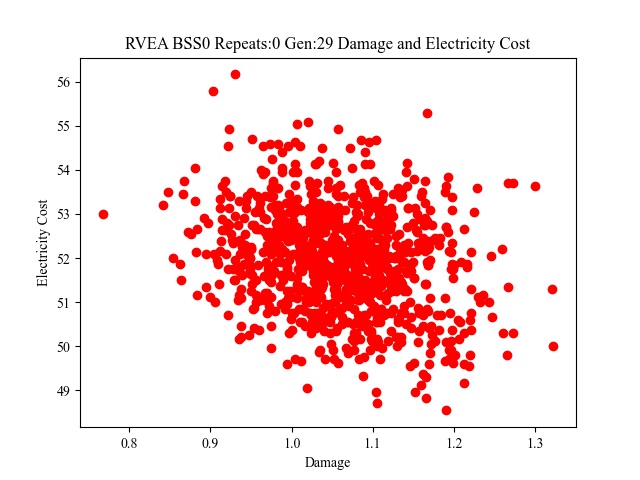 RVEA BSS0 Repeats:0 Gen:29 Damage and Electricity Cost
56
55
54
53
52
51
50
49
Electricity Cost
0.8 0.9 1.0 1.1 1.2 1.3
Damage